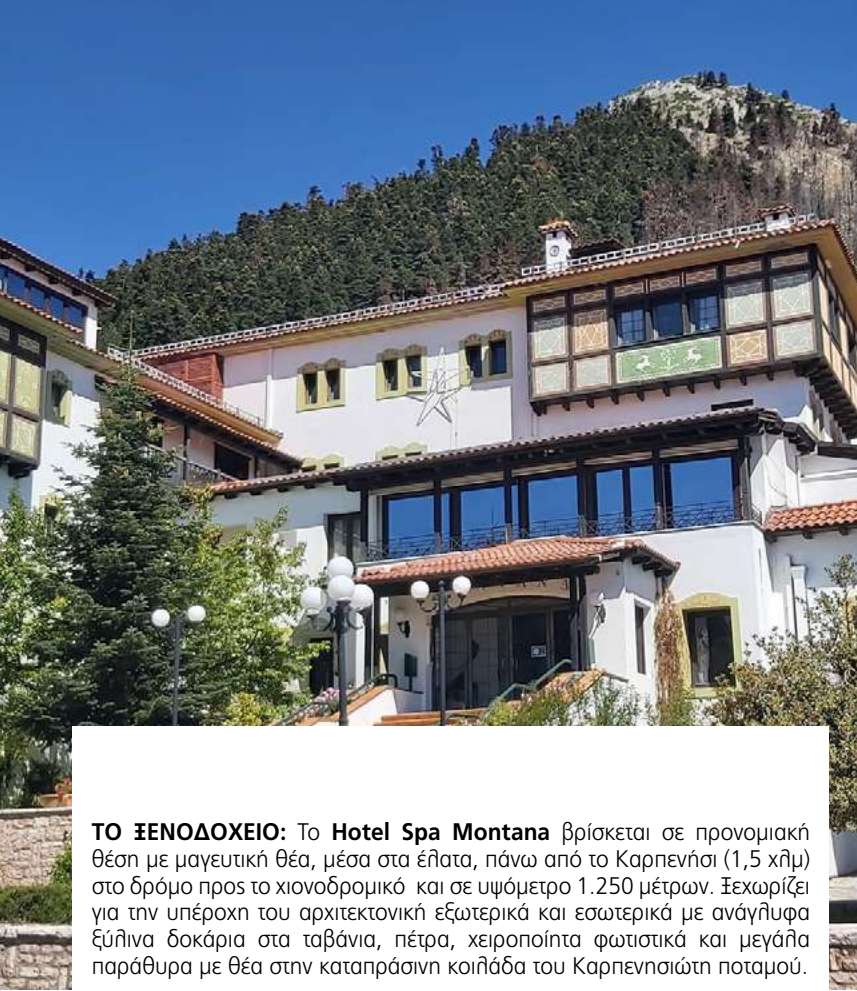 ΤΟ ΞΕΝΟΔΟΧΕΙΟ: Το Hotel Spa Montana βρίσκεται σε προνομιακή
θέση με μαγευτική θέα, μέσα στα έλατα, πάνω από το Καρπενήσι (1,5 χλμ)
στο δρόμο προς το χιονοδρομικό και σε υψόμετρο 1.250 μέτρων. Ξεχωρίζει
για την υπέροχη του αρχιτεκτονική εξωτερικά και εσωτερικά με ανάγλυφα
ξύλινα δοκάρια στα ταβάνια, πέτρα, χειροποίητα φωτιστικά και μεγάλα
παράθυρα με θέα στην καταπράσινη κοιλάδα του Καρπενησιώτη ποταμού.